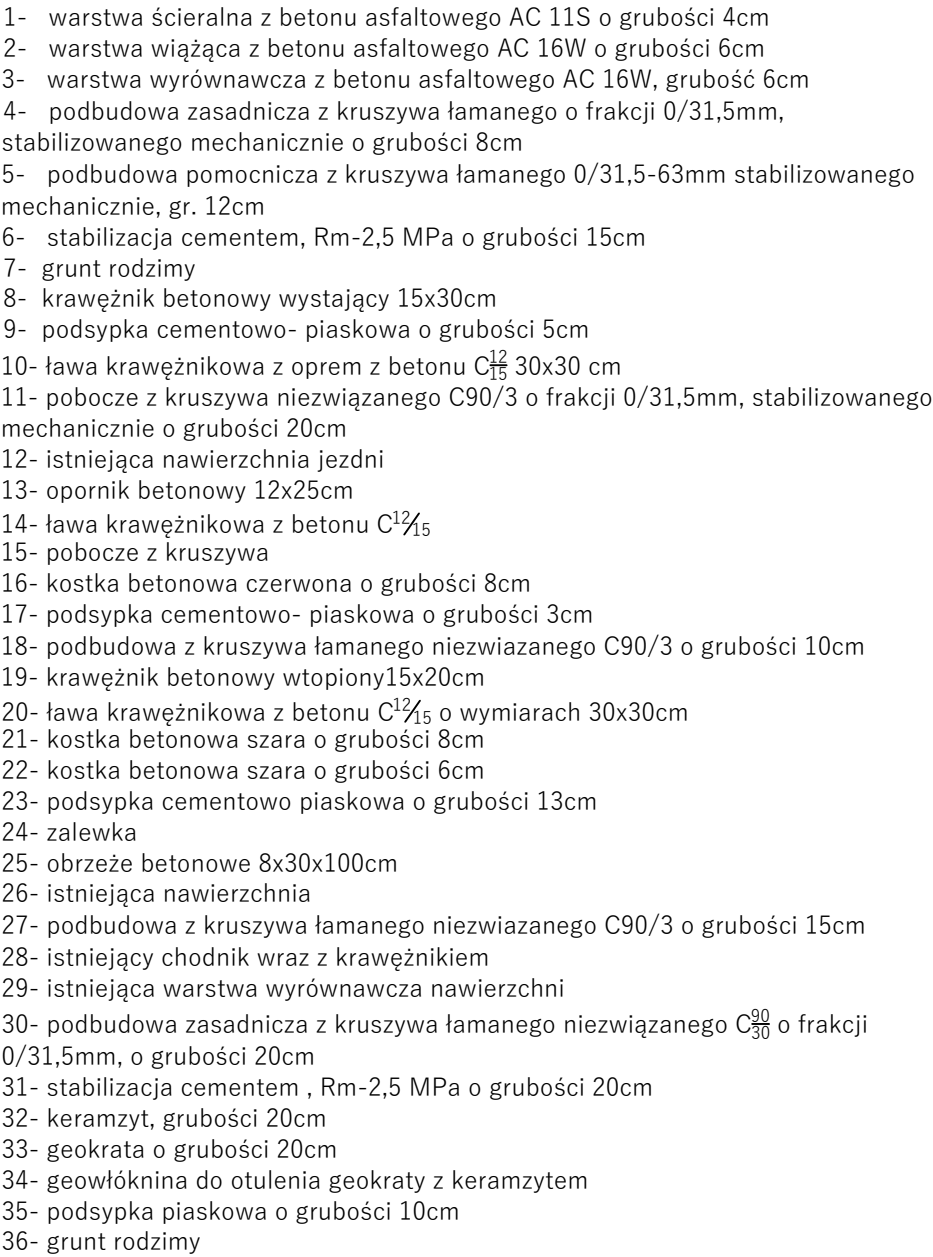 1- warstwa ścieralna z betonu asfaltowego AC 11S o grubości 4cm
2- warstwa wiążąca z betonu asfaltowego AC 16W o grubości 6cm
3- warstwa wyrównawcza z betonu asfaltowego AC 16W, grubość 6cm
4- podbudowa zasadnicza z kruszywa łamanego o frakcji 0/31,5mm,
stabilizowanego mechanicznie o grubości 8cm
5- podbudowa pomocnicza z kruszywa łamanego 0/31,5-63mm stabilizowanego
mechanicznie, gr. 12cm
6- stabilizacja cementem, Rm-2,5 MPa o grubości 15cm
7- grunt rodzimy
8- krawężnik betonowy wystający 15x30cm
9- podsypka cementowo- piaskowa o grubości 5cm
10- ława krawężnikowa z oprem z betonu C12/15 30x30 cm
11- pobocze z kruszywa niezwiązanego C90/3 o frakcji 0/31,5mm, stabilizowanego
mechanicznie o grubości 20cm
12- istniejąca nawierzchnia jezdni
13- opornik betonowy 12x25cm
14- ława krawężnikowa z betonu C12/15
15- pobocze z kruszywa
16- kostka betonowa czerwona o grubości 8cm
17- podsypka cementowo- piaskowa o grubości 3cm
18- podbudowa z kruszywa łamanego niezwiazanego C90/3 o grubości 10cm
19- krawężnik betonowy wtopiony15x20cm
20- ława krawężnikowa z betonu C12/15 o wymiarach 30x30cm
21- kostka betonowa szara o grubości 8cm
22- kostka betonowa szara o grubości 6cm
23- podsypka cementowo piaskowa o grubości 13cm
24- zalewka
25- obrzeże betonowe 8x30x100cm
26- istniejąca nawierzchnia
27- podbudowa z kruszywa łamanego niezwiazanego C90/3 o grubości 15cm
28- istniejący chodnik wraz z krawężnikiem
29- istniejąca warstwa wyrównawcza nawierzchni
30- podbudowa zasadnicza z kruszywa łamanego niezwiązanego C90/30 o frakcji
0/31,5mm, o grubości 20cm
31- stabilizacja cementem , Rm-2,5 MPa o grubości 20cm
32- keramzyt, grubości 20cm
33- geokrata o grubości 20cm
34- geowłóknina do otulenia geokraty z keramzytem
35- podsypka piaskowa o grubości 10cm
36- grunt rodzimy